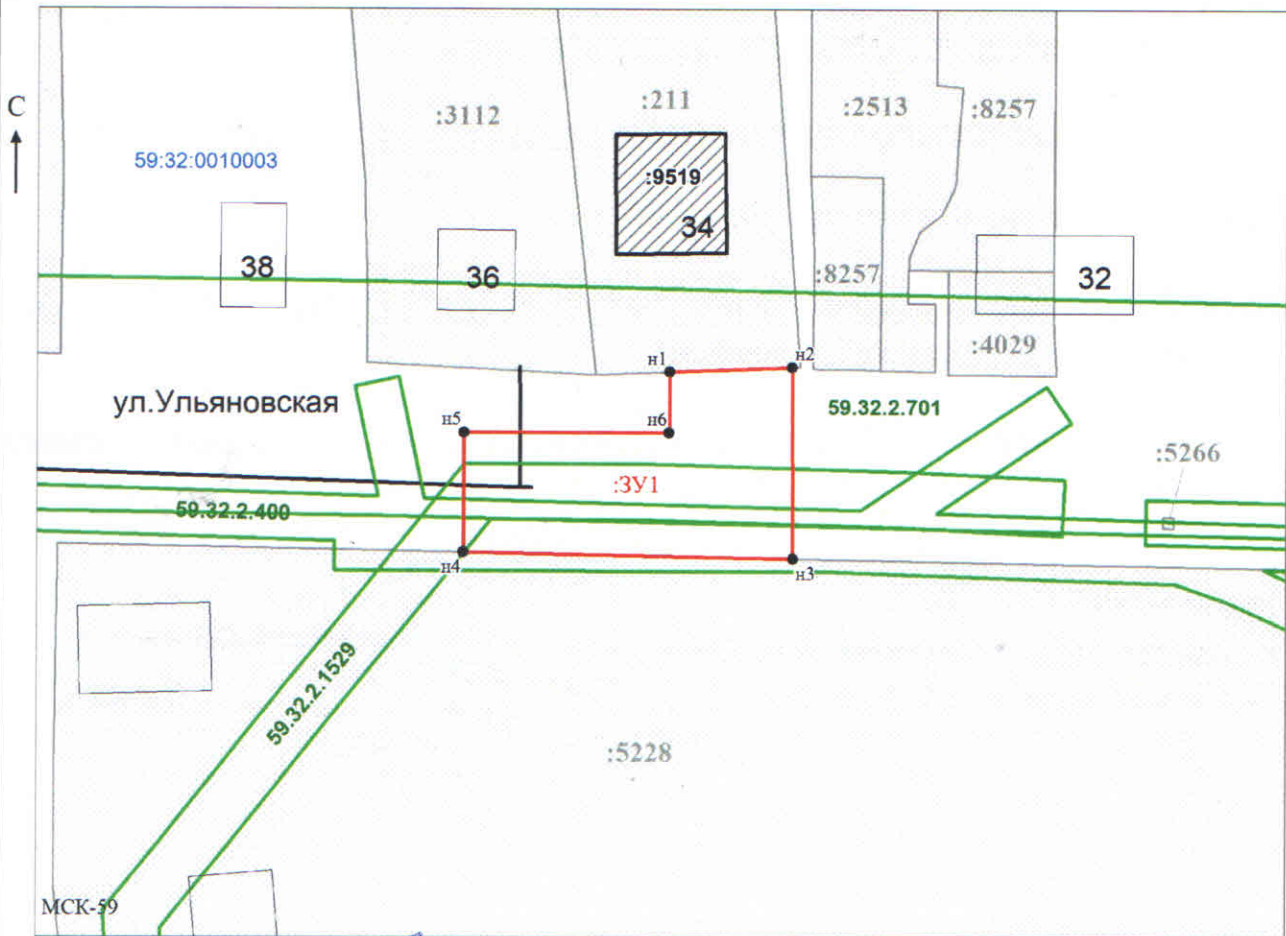 С
:3112
:211
:2513
:8257
59:32:0010003
:9519
34
38
36
:8257
32
:4029
н1
н2
ул.Ульяновская
59.32.2.701
н5
н6
:5266
:ЗУ1
59.32.2.400
н4
н3
59.32.2.1529
:5228
МСК-59